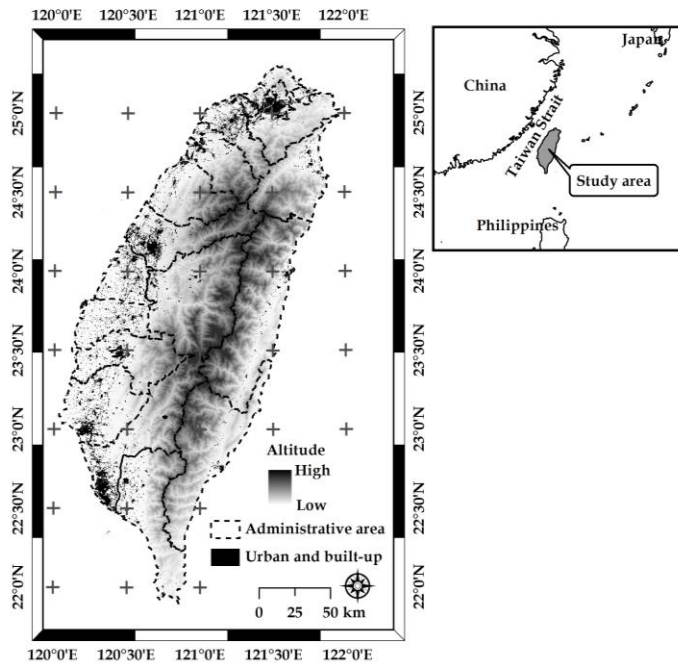 120°0'E 120°30'E 121°0'E 121°30'E 122°0'E
25°0'N
24°30'N
24°0'N
23°30'N
23°0'N
22°30'N
22°0'N
25°0'N
24°30'N
24°0'N
23°30'N
23°0'N
22°30'N
22°0'N
Altitude
High
Low
Administrative area
Urban and built-up
0 25 50 km
120°0'E 120°30'E 121°0'E 121°30'E 122°0'E
Japan
China
Taiwan Strait
Study area
Philippines